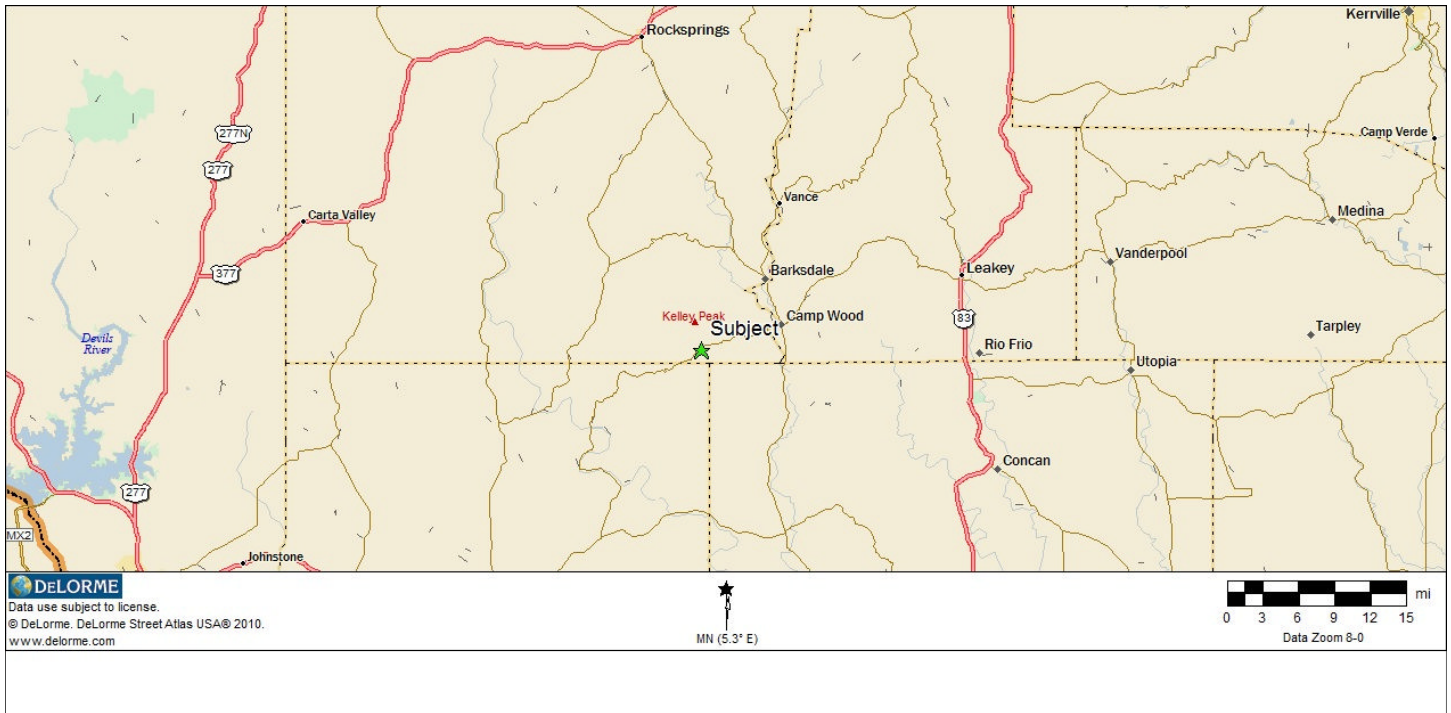 Rocksprings
Kerrville
277N
Camp Verde
277
Vance
Carta Valley
Medina
Vanderpool
377
Barksdale
Leakey
Kelley Peak
Camp Wood
83
Subject
Tarpley
Devils
River
Rio Frio
Utopia
Concan
277
MX2
Johnstone
DELORME
Data use subject to license.
© DeLorme. DeLorme Street Atlas USA® 2010.
www.delorme.com
MN (5.3° E)
mi
0 3 6 9 12 15
Data Zoom 8-0